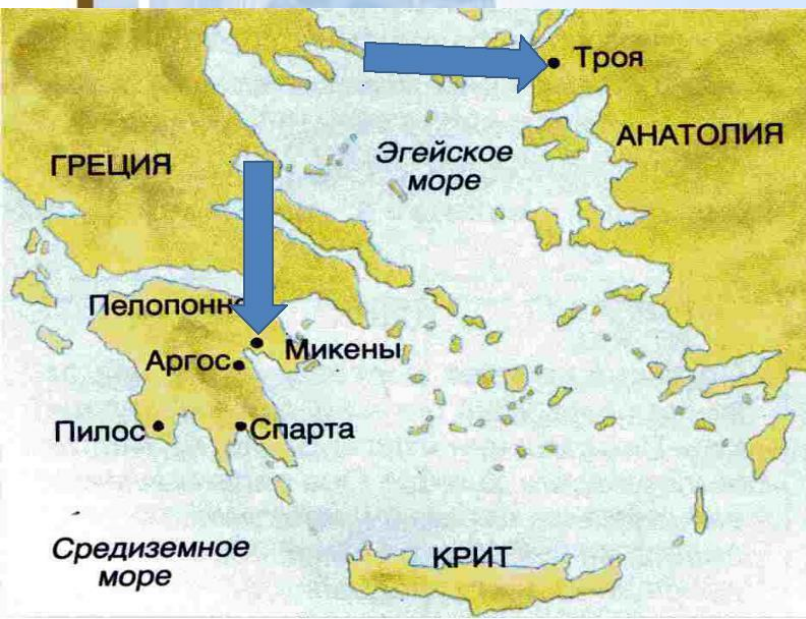 Троя
АНАТОЛИЯ
ГРЕЦИЯ
Эгейское
море
Пелопонн
Микены
Аргос
Пилос
Спарта
Средиземное
море
КРИТ